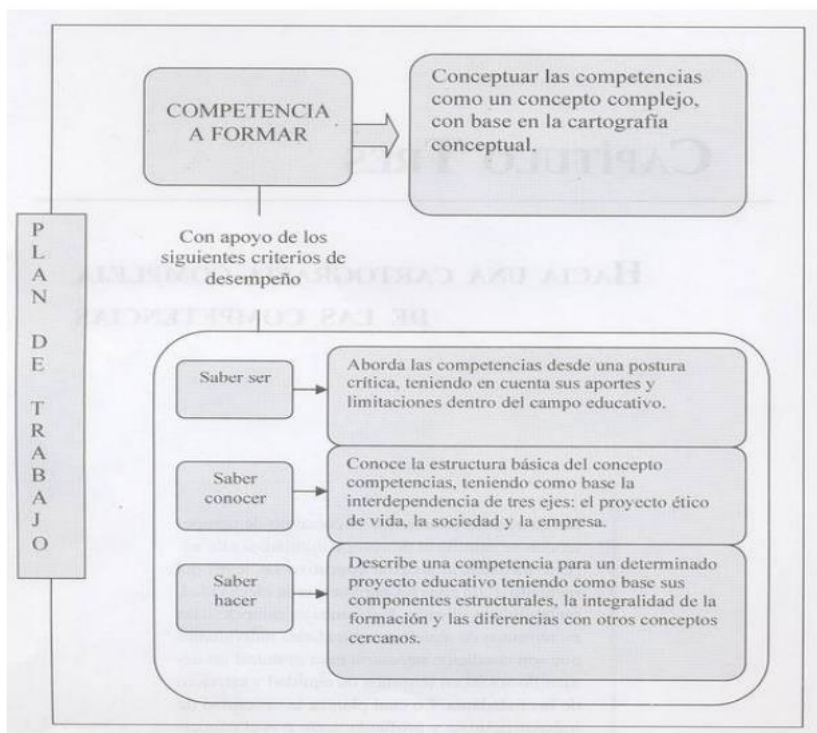 COMPETENCIA
A FORMAR
Conceptuar las competencias
como un concepto complejo,
con base en la cartografía
conceptual.
CAPÍTULO TRES
PLAN DE TRABAJO
Con apoyo de los
siguientes criterios de
desempeño
HACIA UNA CARTOGRAFÍA COMPLEJA
DE LAS COMPETENCIAS
Saber ser
Aborda las competencias desde una postura
crítica, teniendo en cuenta sus aportes y
limitaciones dentro del campo educativo.
Saber
conocer
Conoce la estructura básica del concepto
competencias, teniendo como base la
interdependencia de tres ejes: el proyecto ético
de vida, la sociedad y la empresa.
Saber
hacer
Describe una competencia para un determinado
proyecto educativo teniendo como base sus
componentes estructurales, la integralidad de la
formación y las diferencias con otros conceptos
cercanos.